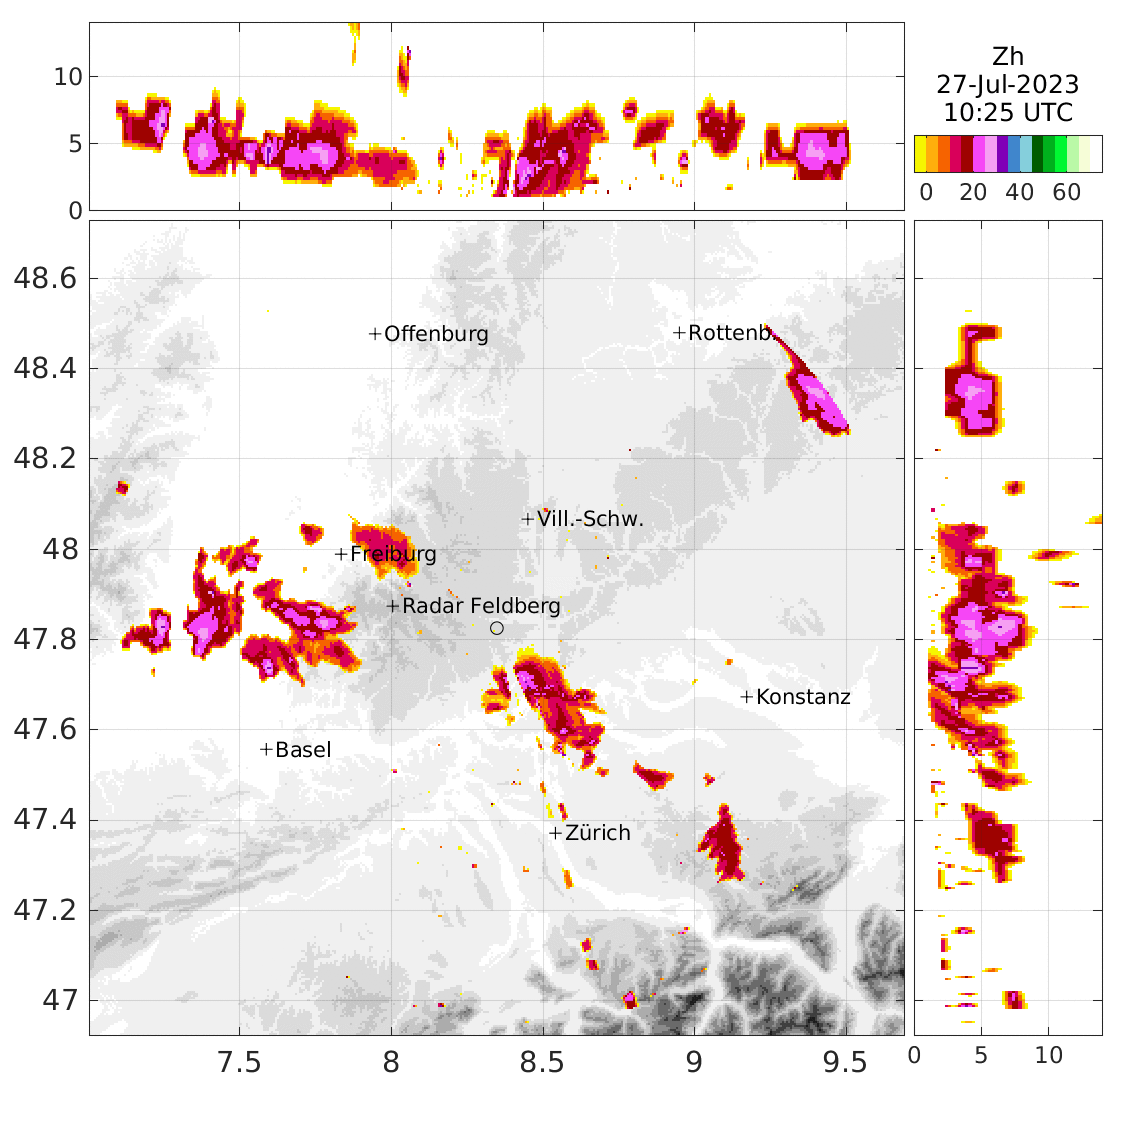 Zh
27-Jul-2023
10:25 UTC
0 20 40 60
10
5
0
48.6
48.4
48.2
48
47.8
47.6
47.4
47.2
47
Offenburg
Rottenb.
Vill.-Schw.
Freiburg
Radar Feldberg
Konstanz
Basel
Zürich
7.5 8 8.5 9 9.5
0 5 10